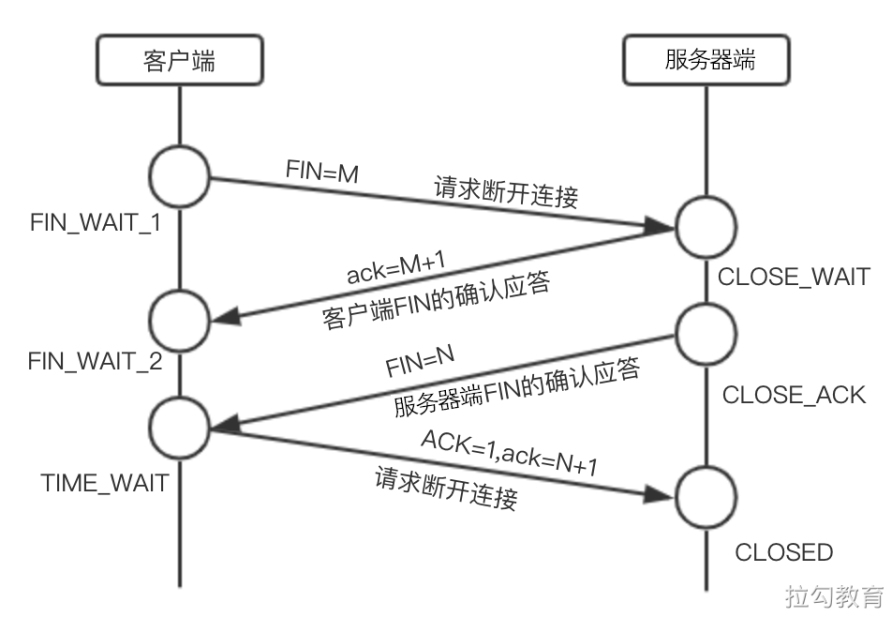 客户端
服务器端
FIN=M
请求断开连接
FIN_WAIT_1
ack=M+1
CLOSE_WAIT
客户端FIN的确认应答
FIN=N
FIN_WAIT_2
服务器端FIN的确认应答
CLOSE_ACK
ACK=1,ack=N+1
TIME_WAIT
请求断开连接
CLOSED
拉勾教育